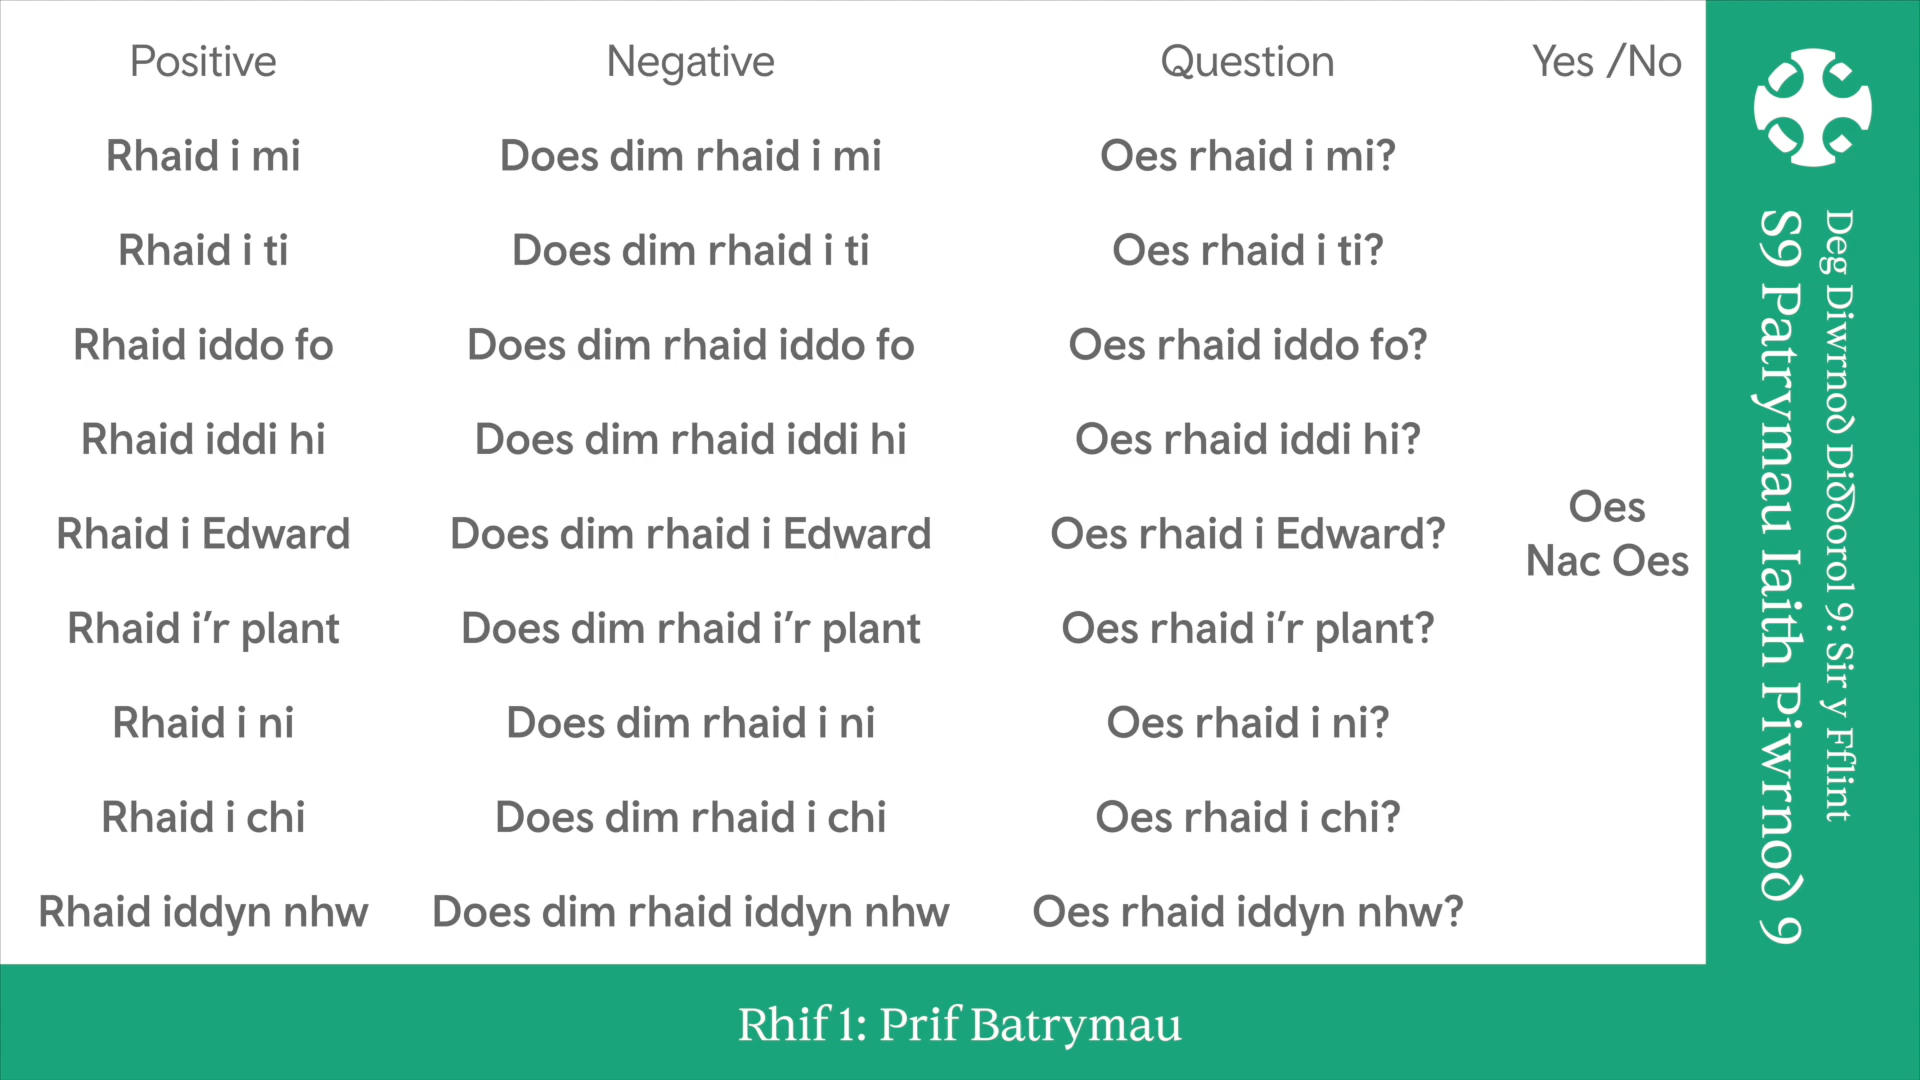 Positive Negative Question Yes /No
Rhaid i mi Does dim rhaid i mi Oes rhaid i mi?
Rhaid i ti Does dim rhaid i ti Oes rhaid i ti?
Rhaid iddo fo Does dim rhaid iddo fo Oes rhaid iddo fo?
Rhaid iddi hi Does dim rhaid iddi hi Oes rhaid iddi hi?
Rhaid i Edward Does dim rhaid i Edward Oes rhaid i Edward?
Oes
Nac Oes
Rhaid i’r plant Does dim rhaid i’r plant Oes rhaid i’r plant?
Rhaid i ni Does dim rhaid i ni Oes rhaid i ni?
Rhaid i chi Does dim rhaid i chi Oes rhaid i chi?
Rhaid iddyn nhw Does dim rhaid iddyn nhw Oes rhaid iddyn nhw?
Deg Diwrnod Diddorol 9: Sir y Fflint
S9 Patrymau Iaith Piwrnod 9
Rhif 1: Prif Batrymau